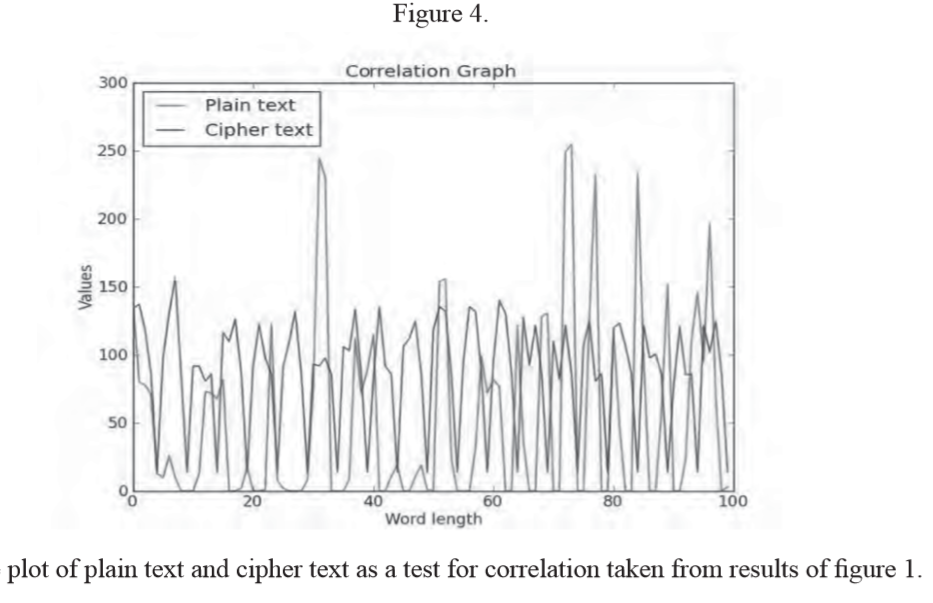 Figure 4.
Correlation Graph
300
Plain text
Cipher text
250
200
150
100
50
0
Values
0 20 40 60 80 100
Word length
plot of plain text and cipher text as a test for correlation taken from results of figure 1.